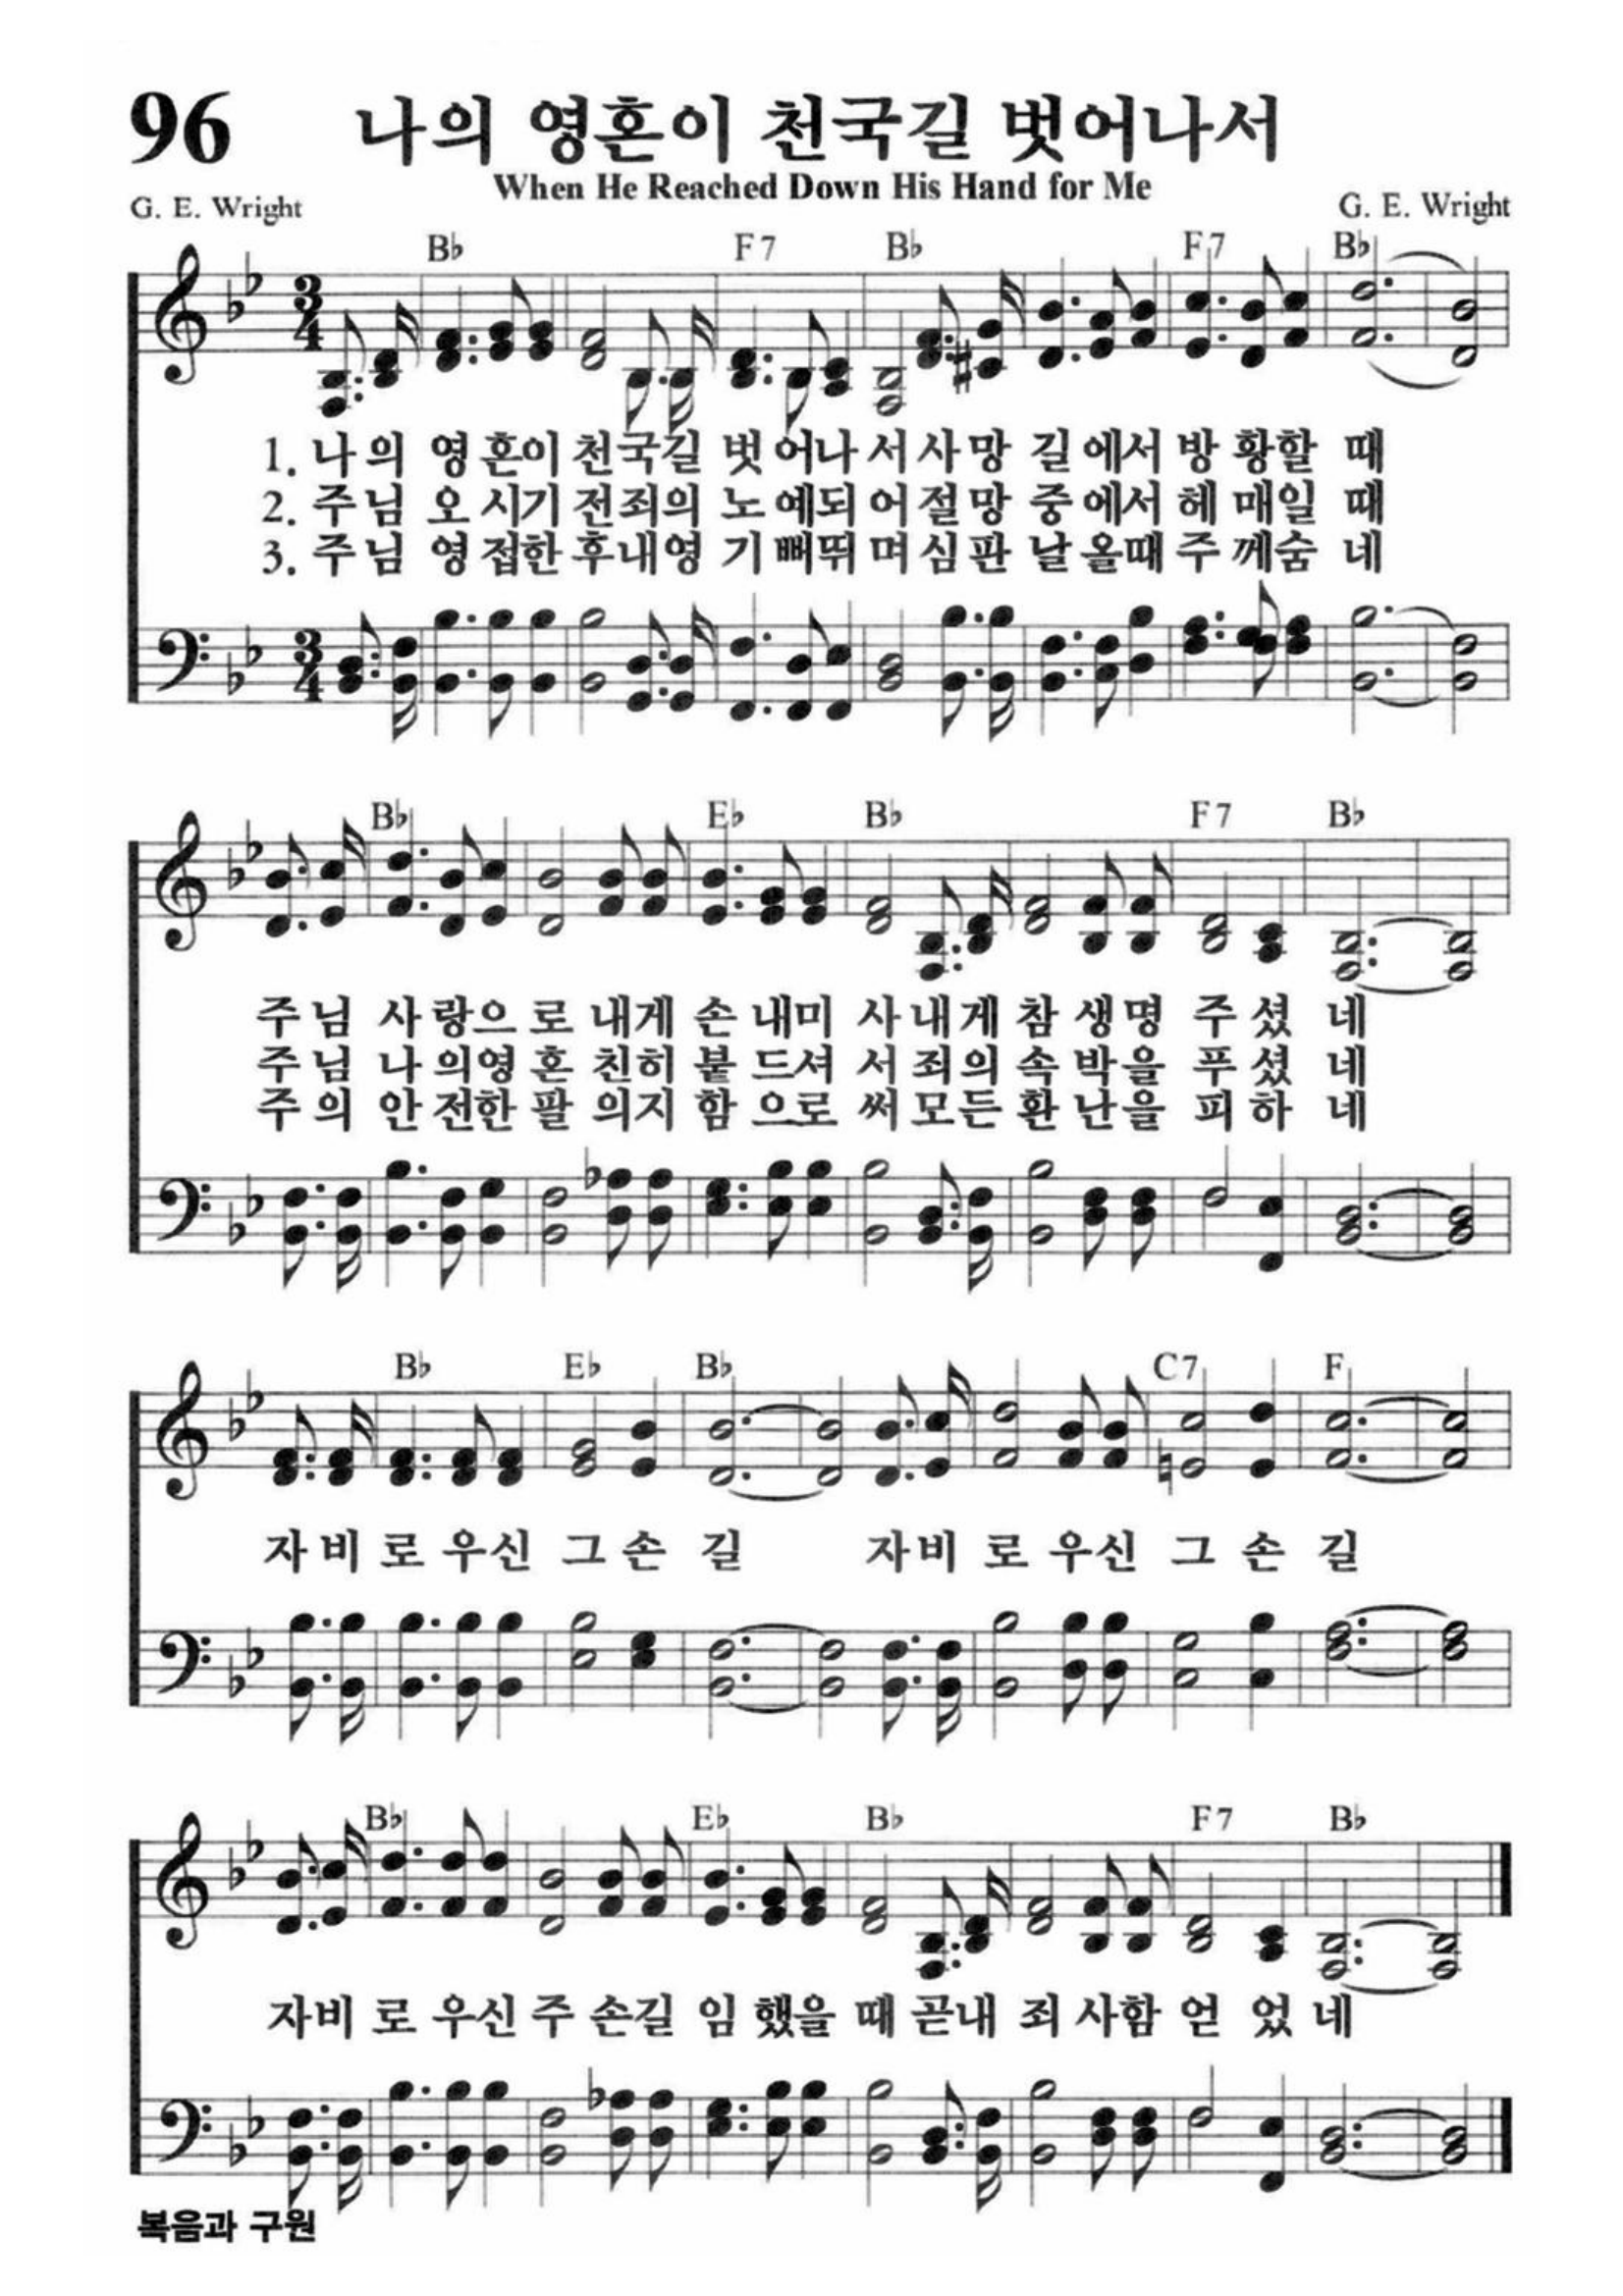 96 나의 영혼이 천국길 벗어나서
When He Reached Down His Hand for Me
G. E. Wright G. E. Wright
B♭ F7 B♭ F7 B♭
1. 나의 영혼이 천국길 벗어나서 사망 길에서 방황할 때
2. 주님 오시기 전죄의 노예되어 절망 중에서 헤매일 때
3. 주님 영접한 후내영 기뻐뛰며 심판 날올때 주께숨네
B♭ E♭ B♭ F7 B♭
주님 사랑으로 내게 손내미사 내게 참 생명 주셨네
주님 나의영혼 친히 붙드셔서 죄의 속박을 푸셨네
주의 안전한 팔 의지함으로써 모든 환난을 피하네
B♭ E♭ B♭ C7 F
자비로우신 그손길 자비로우신 그 손길
B♭ E♭ B♭ F7 B♭
자비로우신 주 손길 임했을 때 곧내 죄 사함 얻었네
복음과 구원